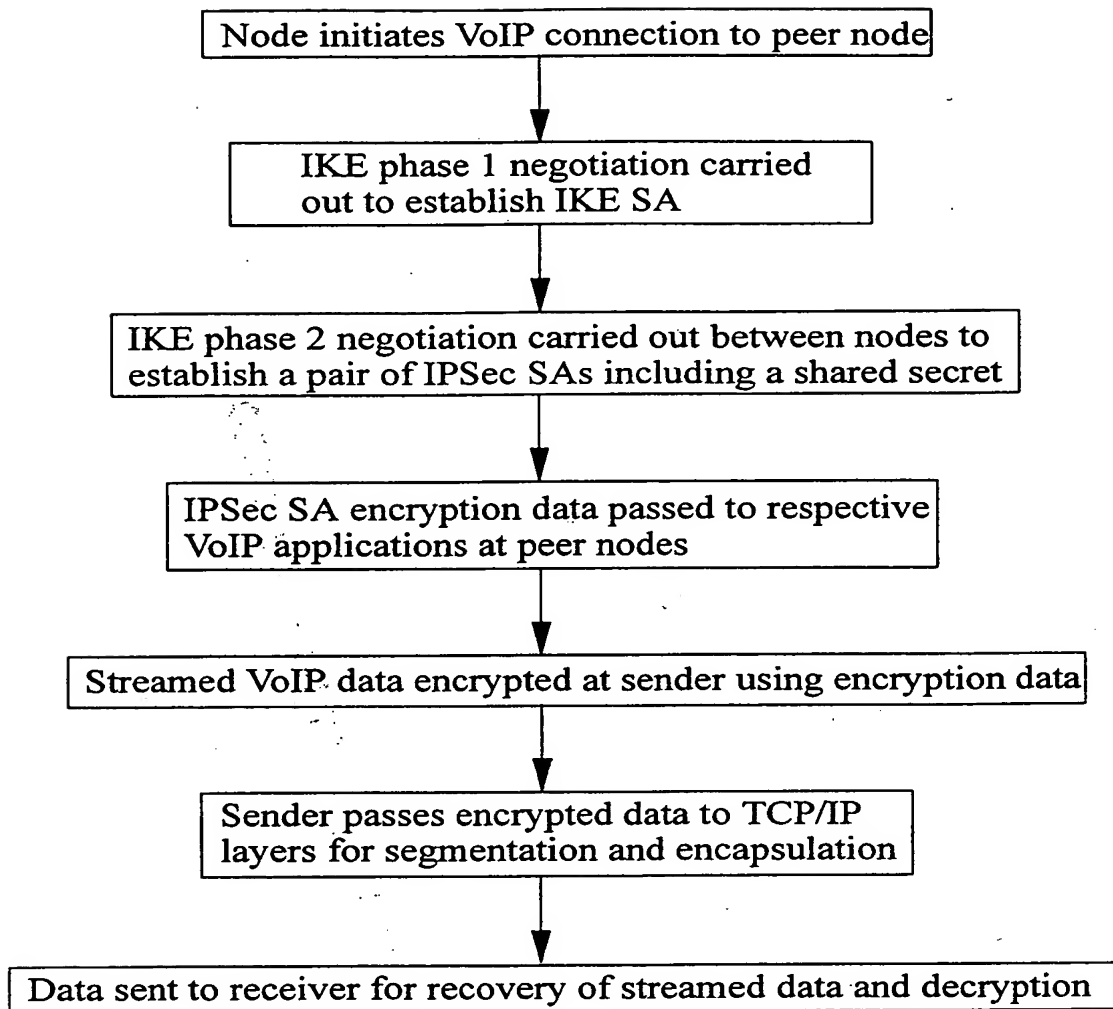 Node initiates VoIP connection to peer node
IKE phase 1 negotiation carried
out to establish IKE SA
IKE phase 2 negotiation carried out between nodes to
establish a pair of IPSec SAs including a shared secret
IPSec SA encryption data passed to respective
VoIP applications at peer nodes
Streamed VoIP data encrypted at sender using encryption data
Sender passes encrypted data to TCP/IP
layers for segmentation and encapsulation
Data sent to receiver for recovery of streamed data and decryption